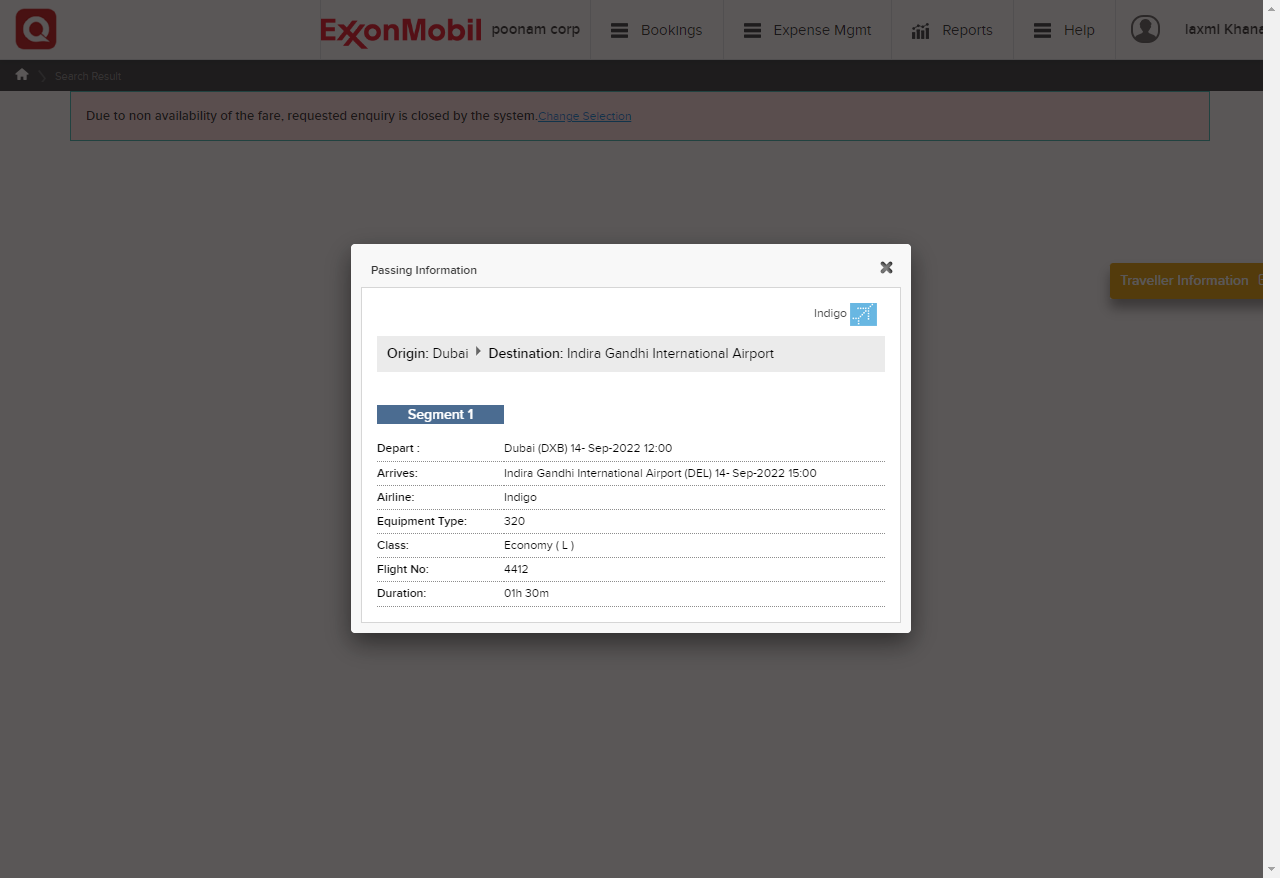 Q
ExxonMobil poonam corp Bookings Expense Mgmt Reports Help laxml Khana
Search Result
Due to non availability of the fare, requested enquiry is closed by the system.Change Selection
Passing Information
Traveller Information
Indigo
Origin: Dubai Destination: Indira Gandhi International Airport
Segment 1
Depart : Dubai (DXB) 14- Sep-2022 12:00
Arrives: Indira Gandhi International Airport (DEL) 14- Sep-2022 15:00
Airline: Indigo
Equipment Type: 320
Class: Economy ( L )
Flight No: 4412
Duration: 01h 30m